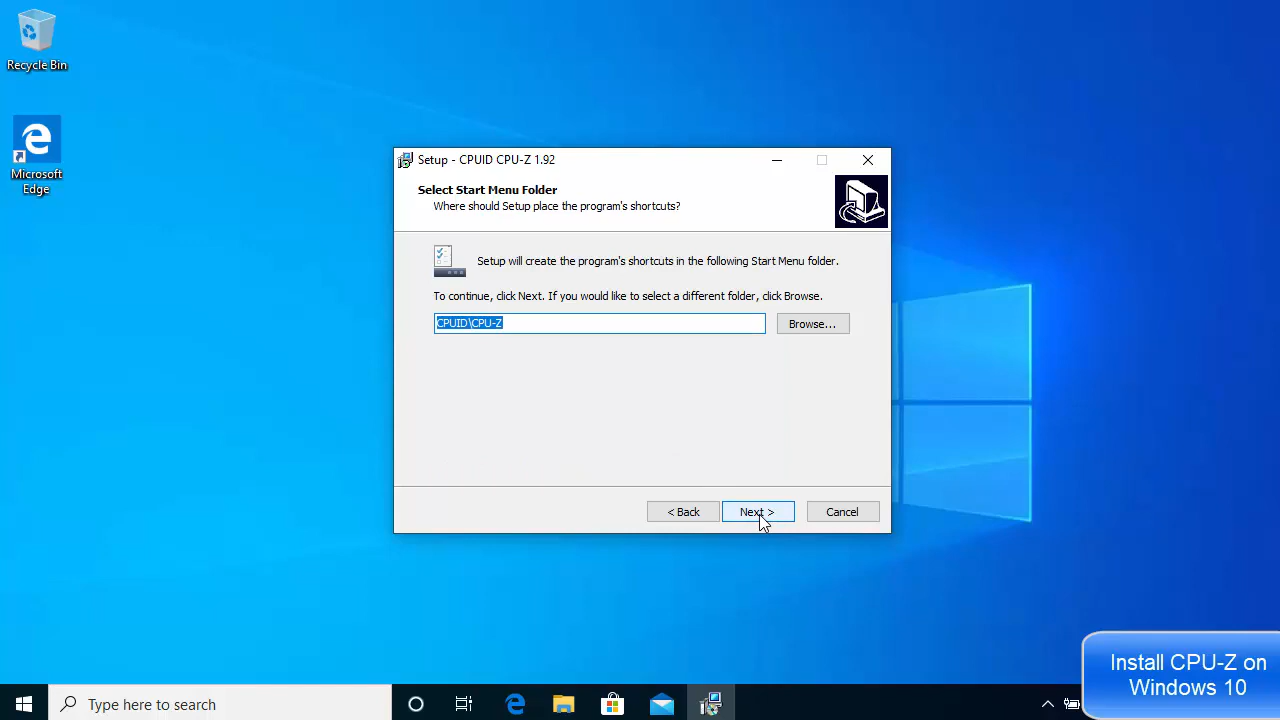 Recycle Bin
Microsoft
Edge
Setup - CPUID CPU-Z 1.92
Select Start Menu Folder
Where should Setup place the program's shortcuts?
Setup will create the program's shortcuts in the following Start Menu folder.
To continue, click Next. If you would like to select a different folder, click Browse.
CPUID\CPU-Z
Browse...
< Back
Next >
Cancel
Install CPU-Z on
Windows 10
Type here to search